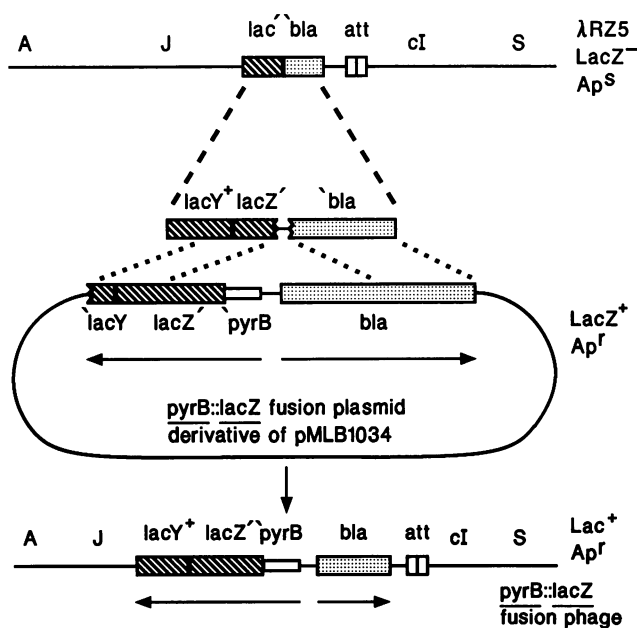 lac´`bla att λRZ5
A J cI S LacZ⁻
Apˢ
lacY⁺ lacZ´ `bla
`lacY lacZ´ `pyrB bla LacZ⁺
Apʳ
pyrB::lacZ fusion plasmid
derivative of pMLB1034
A J lacY⁺ lacZ´`pyrB bla att cI S Lac⁺
Apʳ
pyrB::lacZ
fusion phage